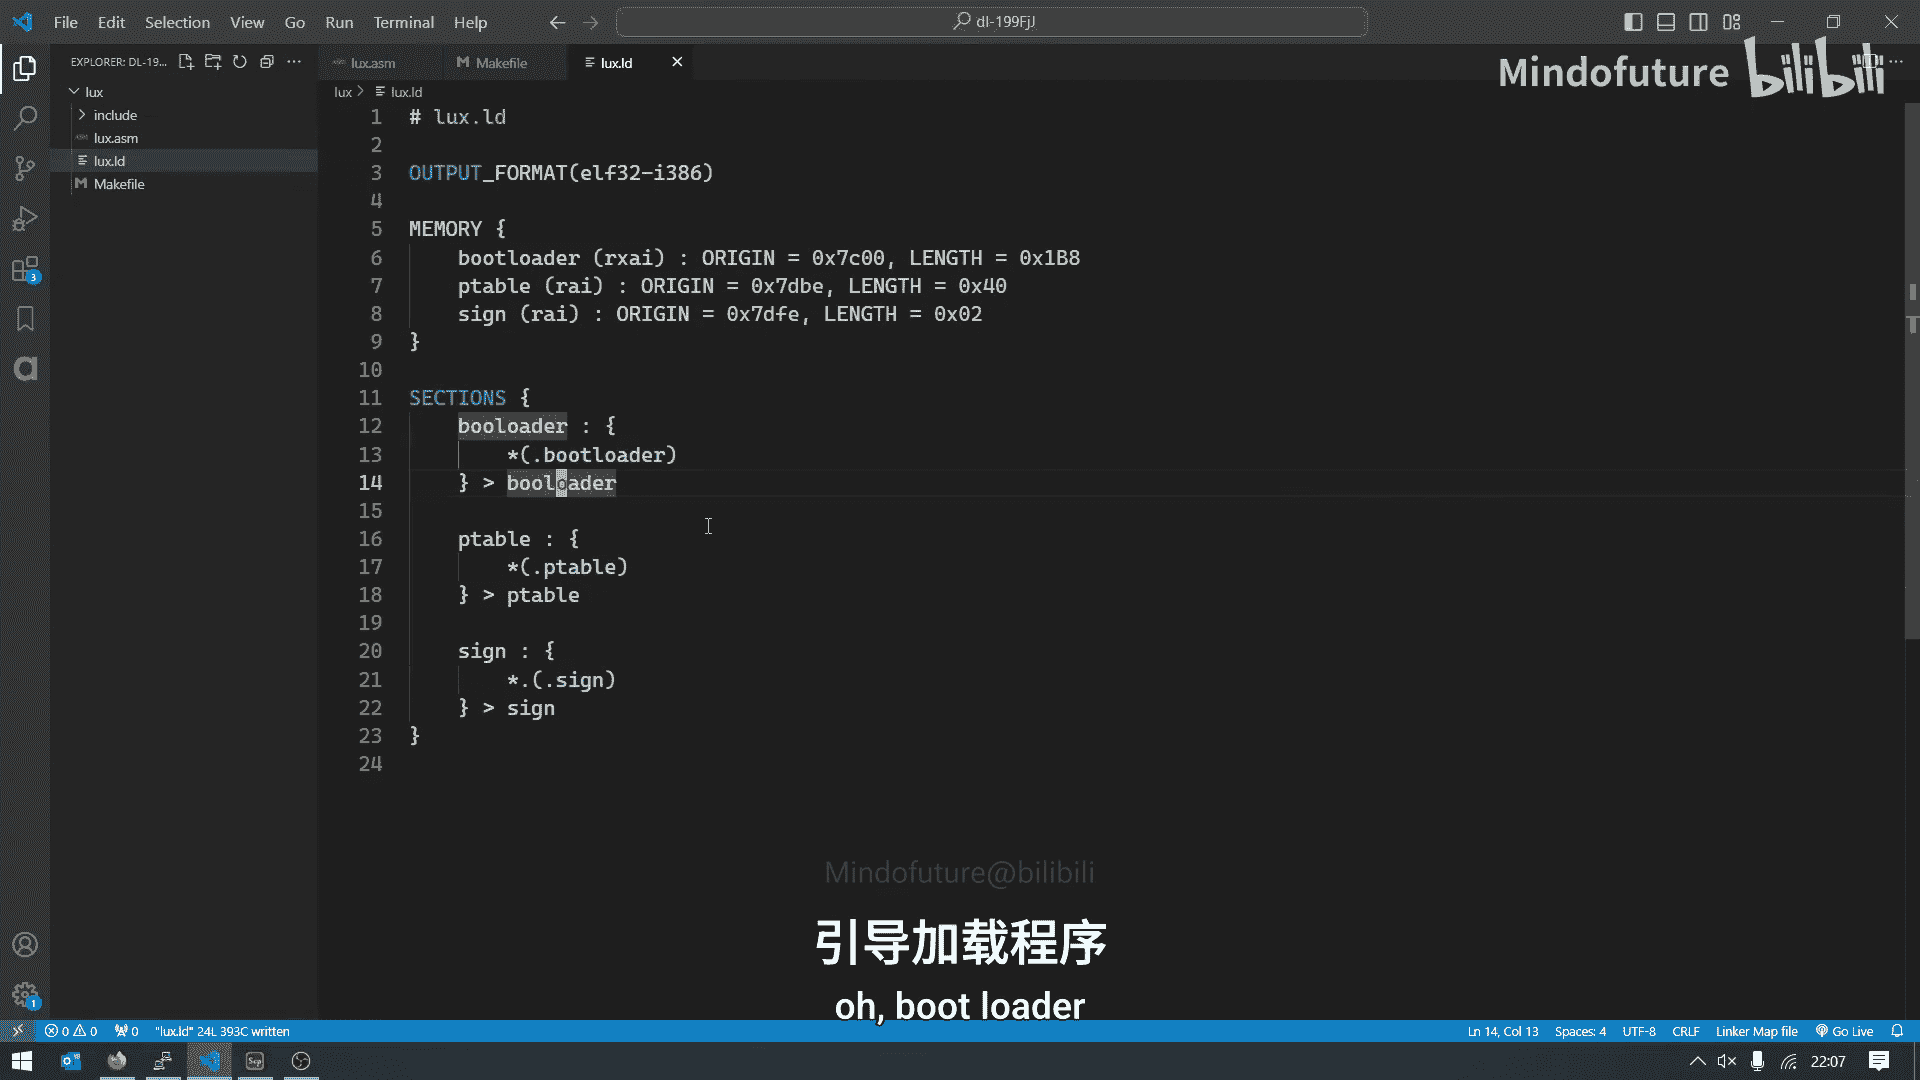 File Edit Selection View Go Run Terminal Help
dl-199FjJ
EXPLORER: DL-19...
lux.asm
Makefile
lux.ld
Mindofuture bilibili
lux
include
lux.asm
lux.ld
Makefile
lux > lux.ld
1 # lux.ld
2
3 OUTPUT_FORMAT(elf32-i386)
4
5 MEMORY {
6 bootloader (rxai) : ORIGIN = 0x7c00, LENGTH = 0x1B8
7 ptable (rai) : ORIGIN = 0x7dbe, LENGTH = 0x40
8 sign (rai) : ORIGIN = 0x7dfe, LENGTH = 0x02
9 }
10
11 SECTIONS {
12 booloader : {
13 *(.bootloader)
14 } > booloader
15
16 ptable : {
17 *(.ptable)
18 } > ptable
19
20 sign : {
21 *.(.sign)
22 } > sign
23 }
24
3
1
Mindofuture@bilibili
引导加载程序
oh, boot loader
0 0 0 "lux.ld" 24L 393C written
Ln 14, Col 13 Spaces: 4 UTF-8 CRLF Linker Map file Go Live
22:07